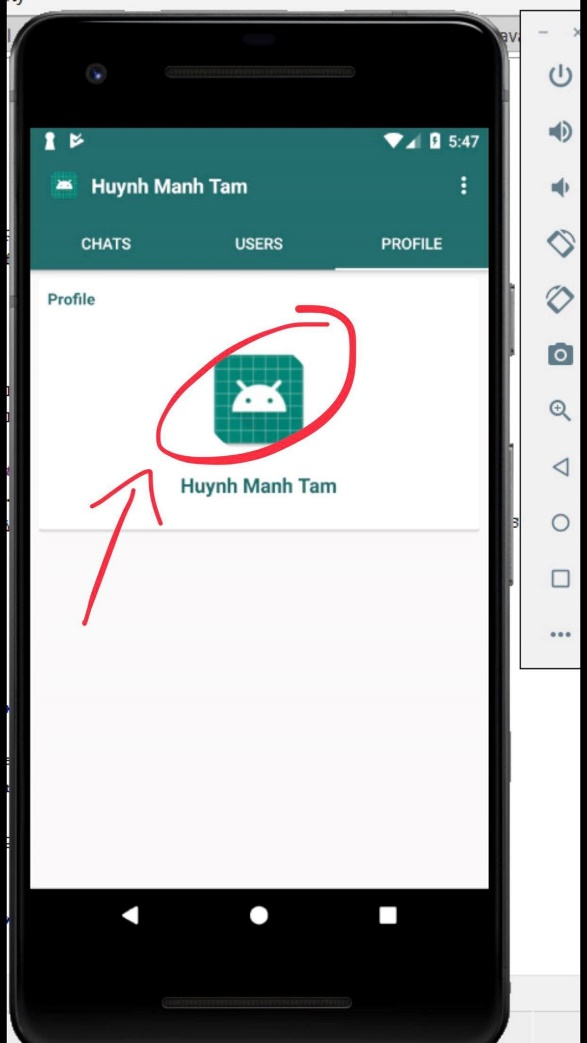 5:47
Huynh Manh Tam
CHATS USERS PROFILE
Profile
Huynh Manh Tam